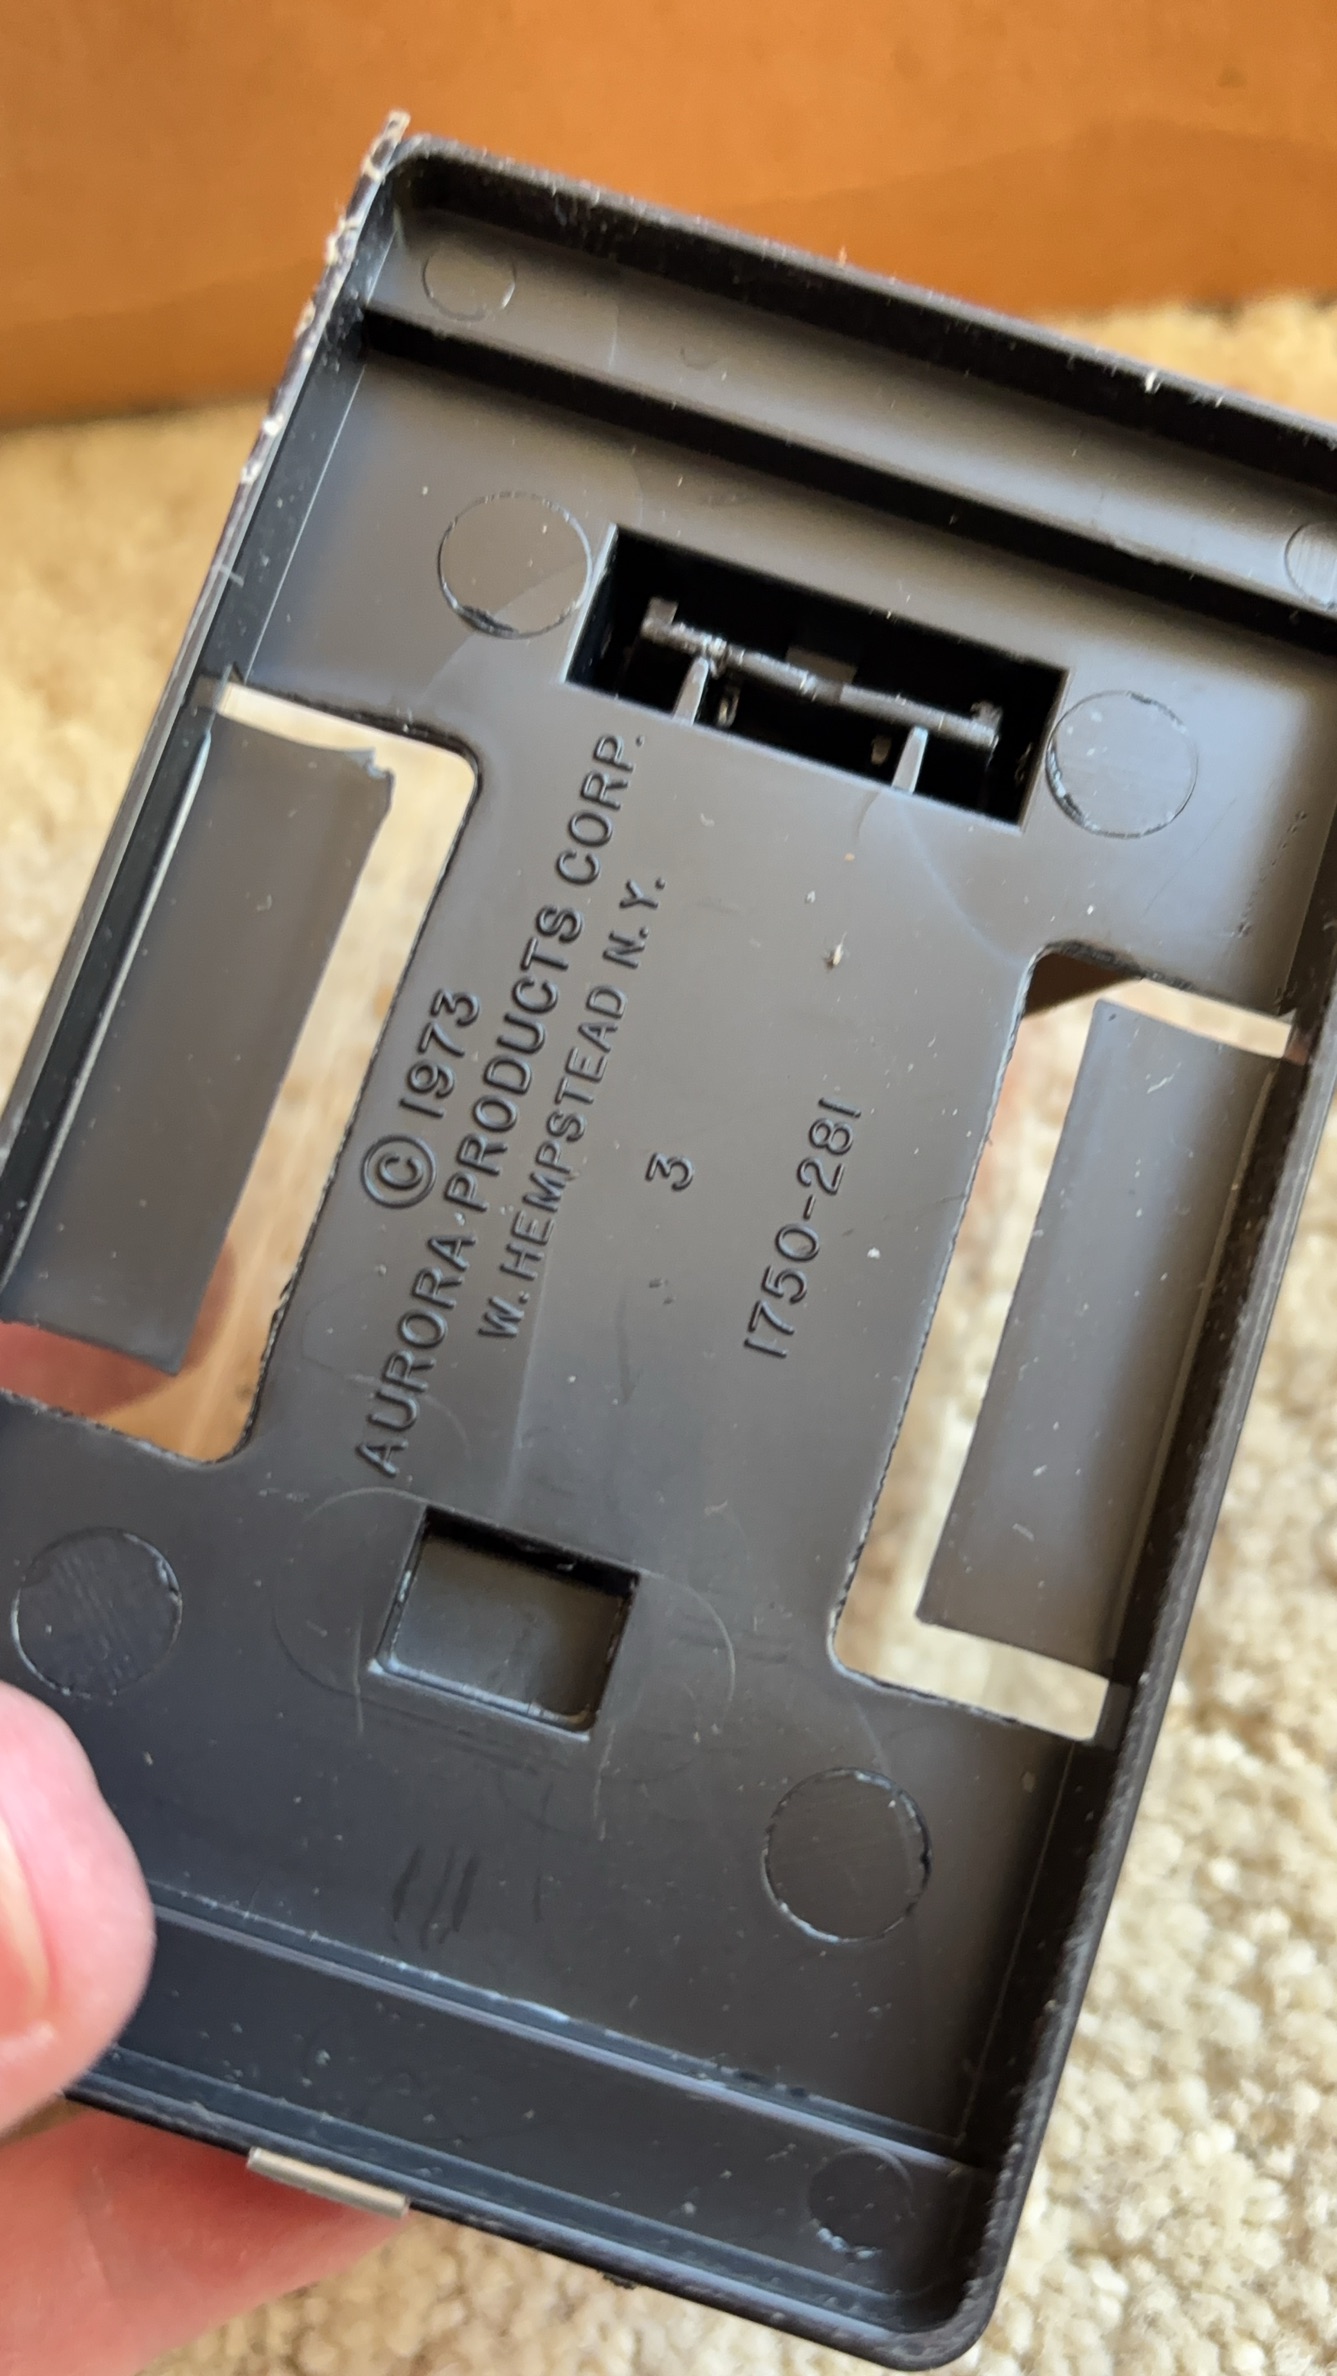 © 1973
AURORA PRODUCTS CORP.
W. HEMPSTEAD N.Y.
3
1750-281